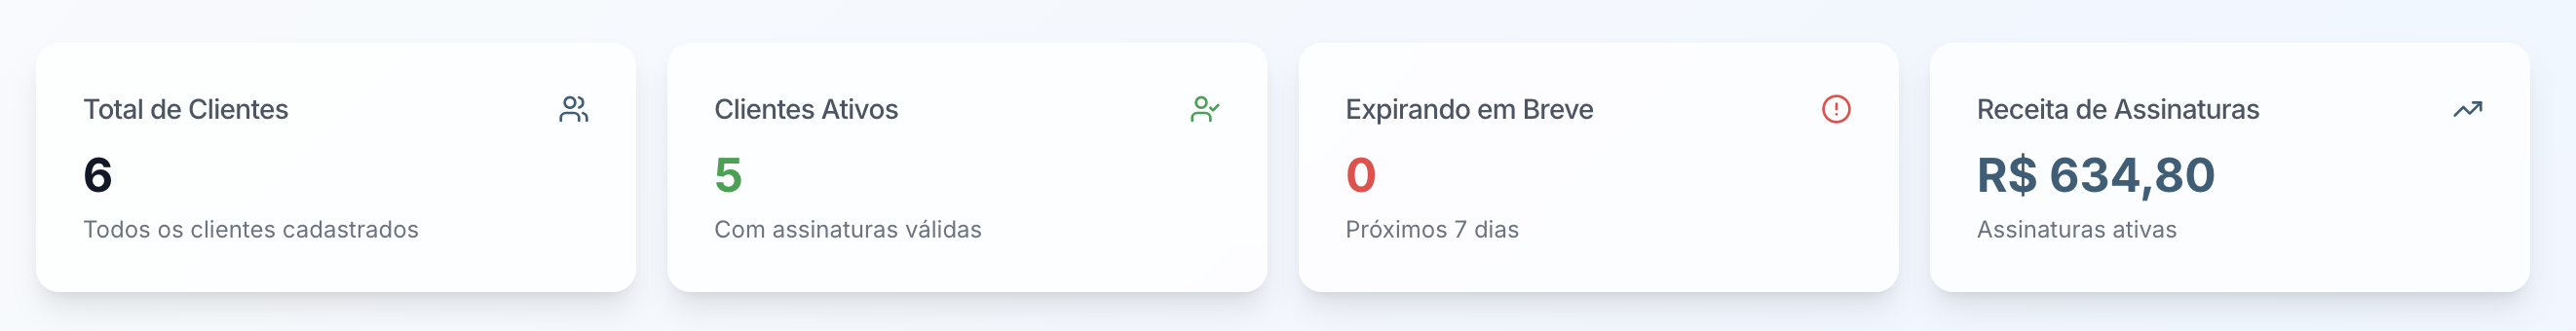 Total de Clientes
6
Todos os clientes cadastrados
Clientes Ativos
5
Com assinaturas válidas
Expirando em Breve
0
Próximos 7 dias
Receita de Assinaturas
R$ 634,80
Assinaturas ativas